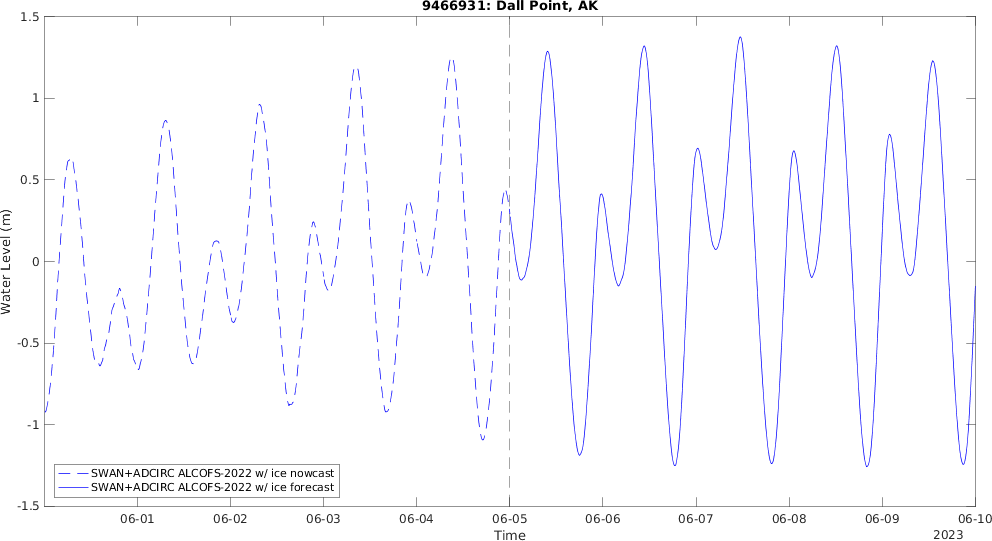 9466931: Dall Point, AK
1.5
1
0.5
0
-0.5
-1
-1.5
Water Level (m)
SWAN+ADCIRC ALCOFS-2022 w/ ice nowcast
SWAN+ADCIRC ALCOFS-2022 w/ ice forecast
06-01 06-02 06-03 06-04 06-05 06-06 06-07 06-08 06-09 06-10
Time
2023